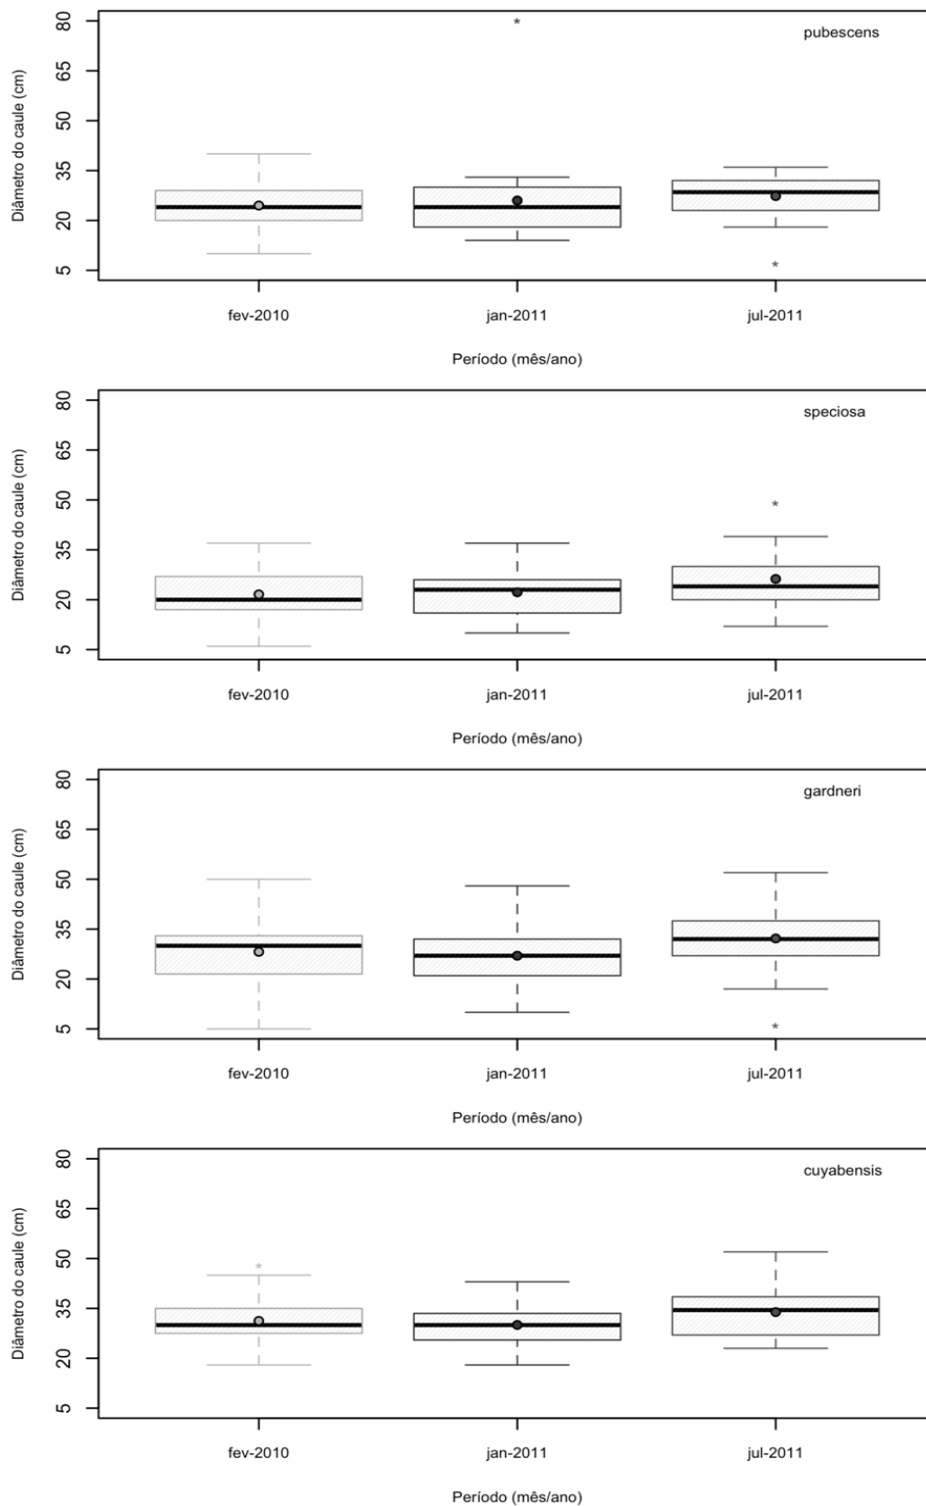 pubescens
Diâmetro do caule (cm)
80
65
50
35
20
5
*
*
fev-2010 jan-2011 jul-2011
Período (mês/ano)
speciosa
Diâmetro do caule (cm)
80
65
50
35
20
5
*
fev-2010 jan-2011 jul-2011
Período (mês/ano)
gardneri
Diâmetro do caule (cm)
80
65
50
35
20
5
*
fev-2010 jan-2011 jul-2011
Período (mês/ano)
cuyabensis
Diâmetro do caule (cm)
80
65
50
35
20
5
*
fev-2010 jan-2011 jul-2011
Período (mês/ano)